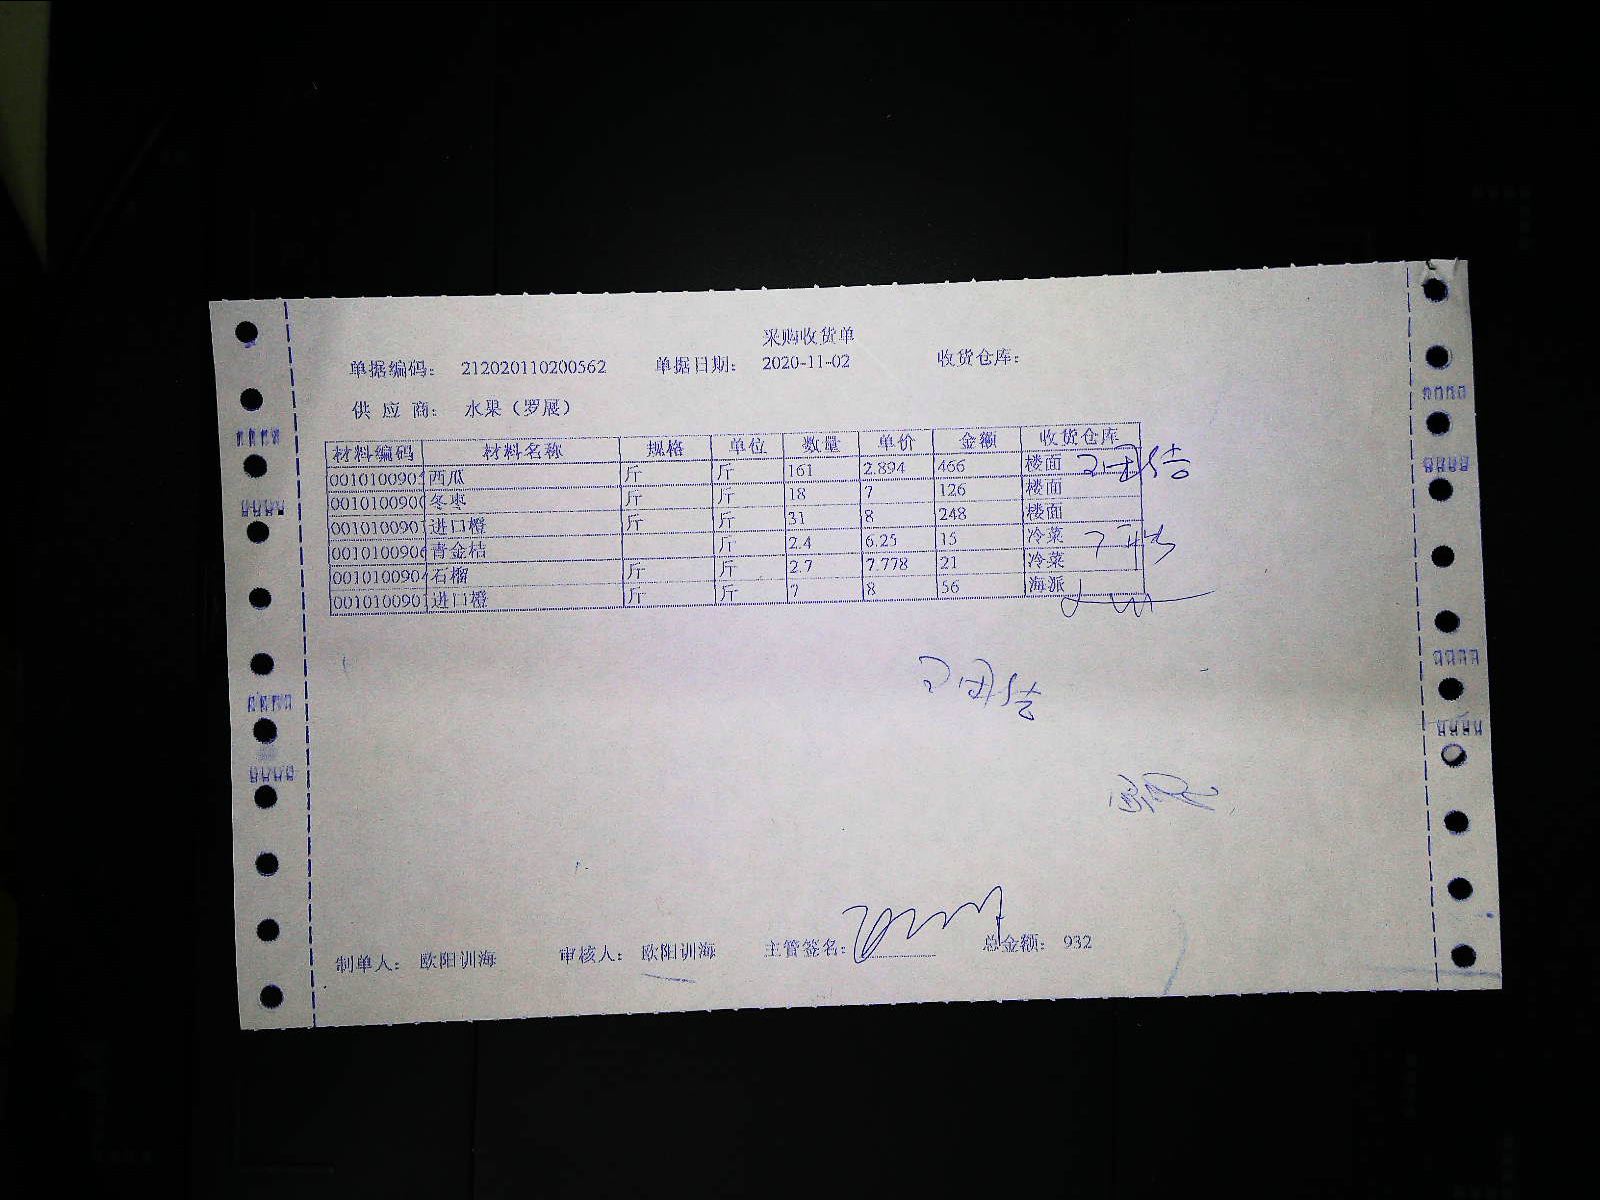 采购收货单
单据编码: 212020110200562 单据日期: 2020-11-02 收货仓库:
供 应 商: 水果（罗展）
材料编码 材料名称 规格 单位 数量 单价 金额 收货仓库
001010090 西瓜 斤 斤 161 2.894 466 楼面
001010090 冬枣 斤 斤 18 7 126 楼面
001010090 进口橙 斤 斤 31 8 248 楼面
001010090 青金桔 斤 2.4 6.25 15 冷菜
001010090 石榴 斤 斤 2.7 7.778 21 冷菜
001010090 进口橙 斤 斤 7 8 56 海派
制单人: 欧阳训海 审核人: 欧阳训海 主管签名: 总金额: 932